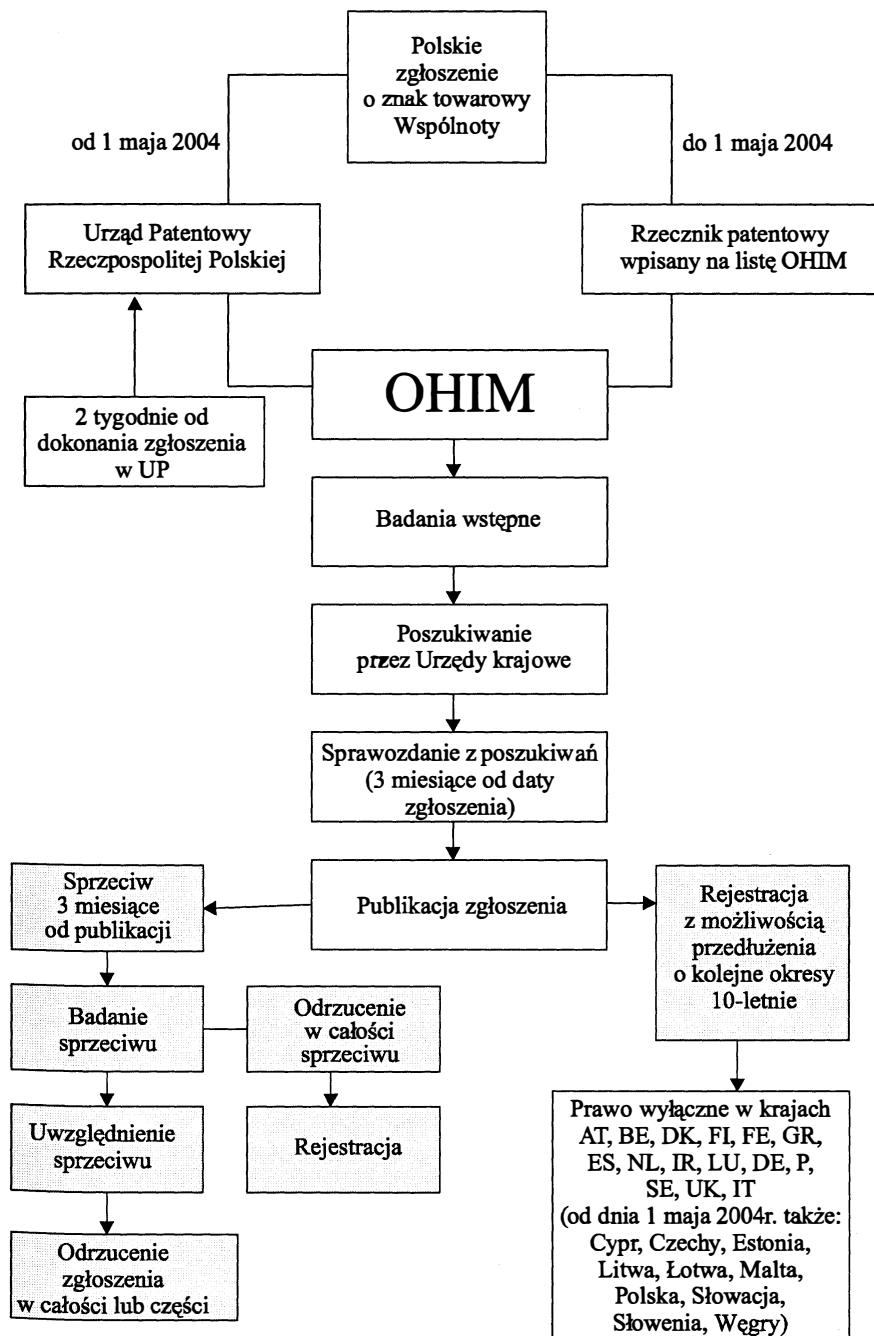 Polskie
zgłoszenie
o znak towarowy
Wspólnoty
od 1 maja 2004
do 1 maja 2004
Urząd Patentowy
Rzeczpospolitej Polskiej
Rzecznik patentowy
wpisany na listę OHIM
OHIM
2 tygodnie od
dokonania zgłoszenia
w UP
Badania wstępne
Poszukiwanie
przez Urzędy krajowe
Sprawozdanie z poszukiwań
(3 miesiące od daty
zgłoszenia)
Publikacja zgłoszenia
Sprzeciw
3 miesiące
od publikacji
Rejestracja
z możliwością
przedłużenia
o kolejne okresy
10-letnie
Badanie
sprzeciwu
Odrzucenie
w całości
sprzeciwu
Uwzględnienie
sprzeciwu
Rejestracja
Odrzucenie
zgłoszenia
w całości lub części
Prawo wyłączne w krajach
AT, BE, DK, FI, FE, GR,
ES, NL, IR, LU, DE, P,
SE, UK, IT
(od dnia 1 maja 2004r. także:
Cypr, Czechy, Estonia,
Litwa, Łotwa, Malta,
Polska, Słowacja,
Słowenia, Węgry)